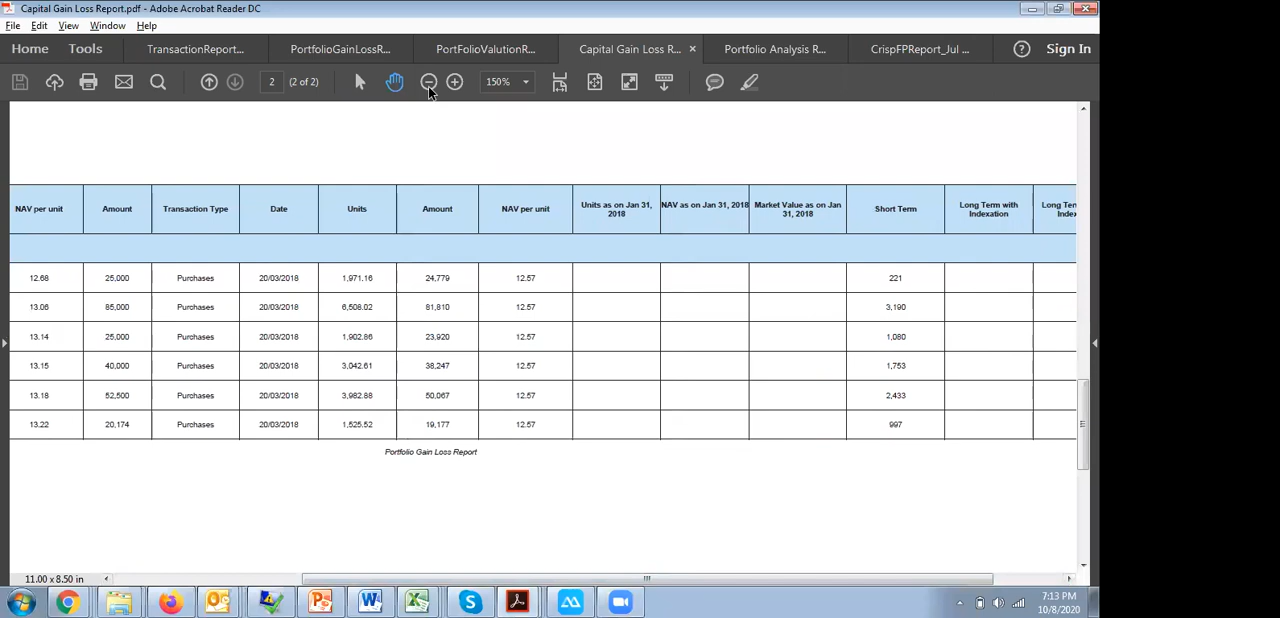 Capital Gain Loss Report.pdf - Adobe Acrobat Reader DC
File Edit View Window Help
Home Tools TransactionReport... PortfolioGainLossR... PortFolioValutionR... Capital Gain Loss R... × Portfolio Analysis R... CrispFPReport_Jul ... Sign In
2 (2 of 2) 150%
NAV per unit Amount Transaction Type Date Units Amount NAV per unit Units as on Jan 31, 2018 NAV as on Jan 31, 2018 Market Value as on Jan 31, 2018 Short Term Long Term with Indexation
12.68 25,000 Purchases 20/03/2018 1,971.16 24,779 12.57 221
13.06 85,000 Purchases 20/03/2018 6,508.02 81,810 12.57 3,190
13.14 25,000 Purchases 20/03/2018 1,902.86 23,920 12.57 1,080
13.15 40,000 Purchases 20/03/2018 3,042.61 38,247 12.57 1,753
13.18 52,500 Purchases 20/03/2018 3,982.88 50,067 12.57 2,433
13.22 20,174 Purchases 20/03/2018 1,525.52 19,177 12.57 997
Portfolio Gain Loss Report
11.00 x 8.50 in
7:13 PM
10/8/2020